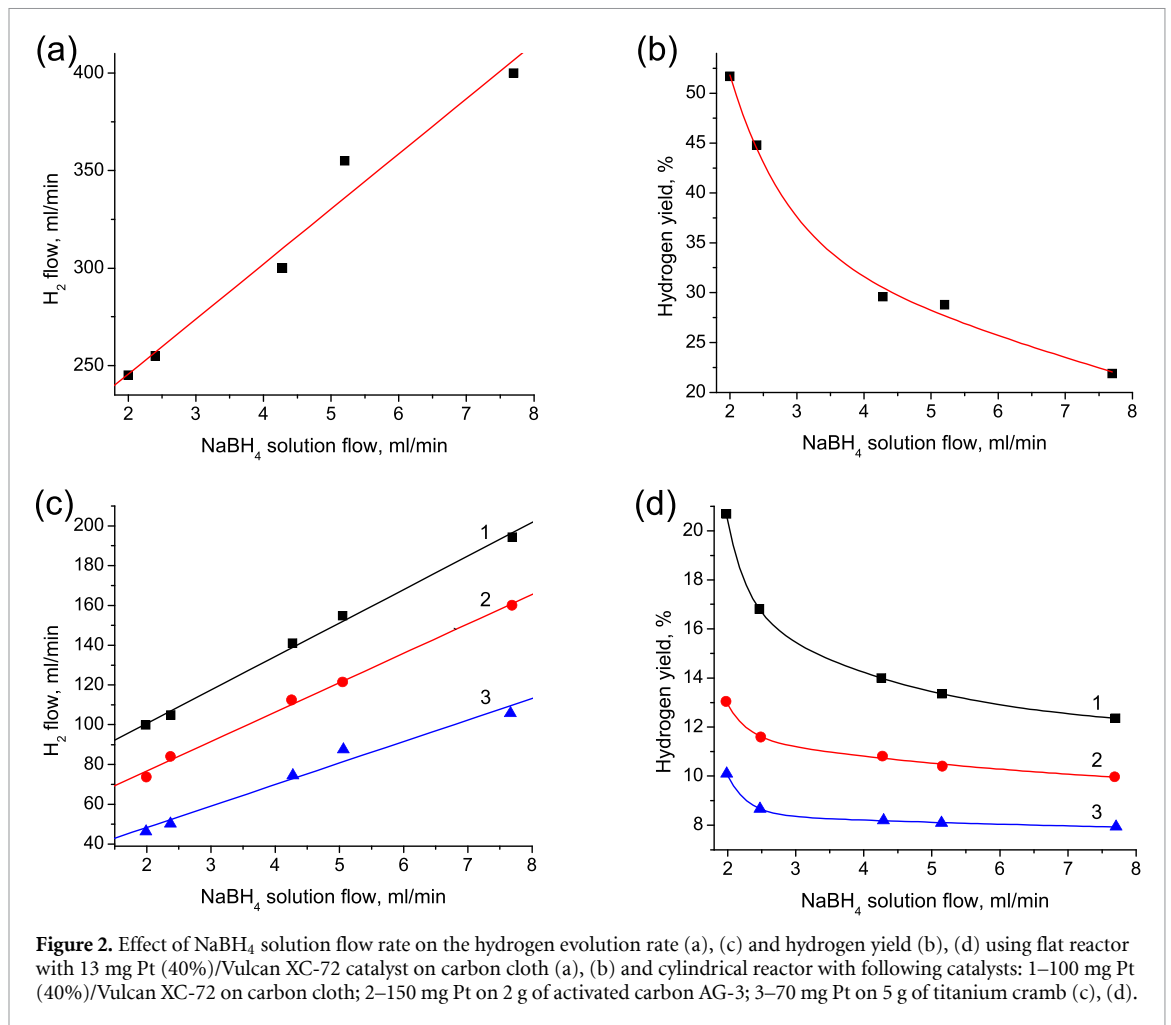 (a)
400
350
300
250
H2 flow, ml/min
2 3 4 5 6 7 8
NaBH4 solution flow, ml/min
(b)
50
45
40
35
30
25
20
Hydrogen yield, %
2 3 4 5 6 7 8
NaBH4 solution flow, ml/min
(c)
200
180
160
140
120
100
80
60
40
H2 flow, ml/min
1
2
3
2 3 4 5 6 7 8
NaBH4 solution flow, ml/min
(d)
20
18
16
14
12
10
8
Hydrogen yield, %
1
2
3
2 3 4 5 6 7 8
NaBH4 solution flow, ml/min
Figure 2. Effect of NaBH4 solution flow rate on the hydrogen evolution rate (a), (c) and hydrogen yield (b), (d) using flat reactor
with 13 mg Pt (40%)/Vulcan XC-72 catalyst on carbon cloth (a), (b) and cylindrical reactor with following catalysts: 1–100 mg Pt
(40%)/Vulcan XC-72 on carbon cloth; 2–150 mg Pt on 2 g of activated carbon AG-3; 3–70 mg Pt on 5 g of titanium cramb (c), (d).